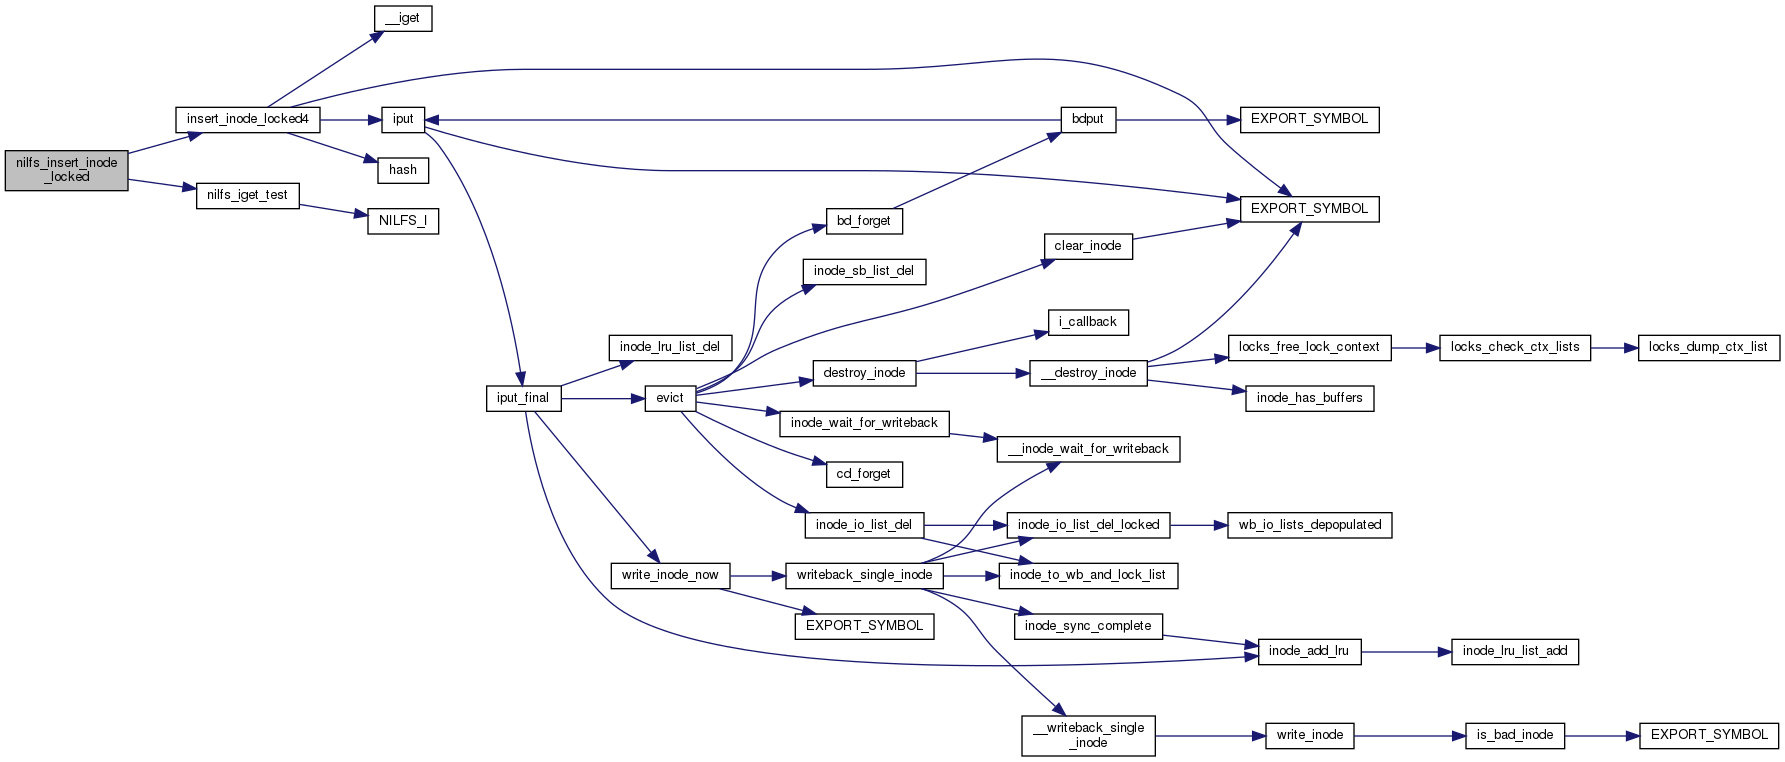 __iget
insert_inode_locked4
iput
bdput
EXPORT_SYMBOL
nilfs_insert_inode
_locked
hash
nilfs_iget_test
NILFS_I
bd_forget
EXPORT_SYMBOL
clear_inode
inode_sb_list_del
i_callback
inode_lru_list_del
locks_free_lock_context
locks_check_ctx_lists
locks_dump_ctx_list
destroy_inode
__destroy_inode
iput_final
evict
inode_has_buffers
inode_wait_for_writeback
__inode_wait_for_writeback
cd_forget
inode_io_list_del
inode_io_list_del_locked
wb_io_lists_depopulated
write_inode_now
writeback_single_inode
inode_to_wb_and_lock_list
EXPORT_SYMBOL
inode_sync_complete
inode_add_lru
inode_lru_list_add
__writeback_single
_inode
write_inode
is_bad_inode
EXPORT_SYMBOL